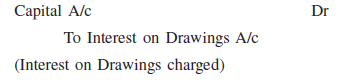 Capital A/c Dr
To Interest on Drawings A/c
(Interest on Drawings charged)